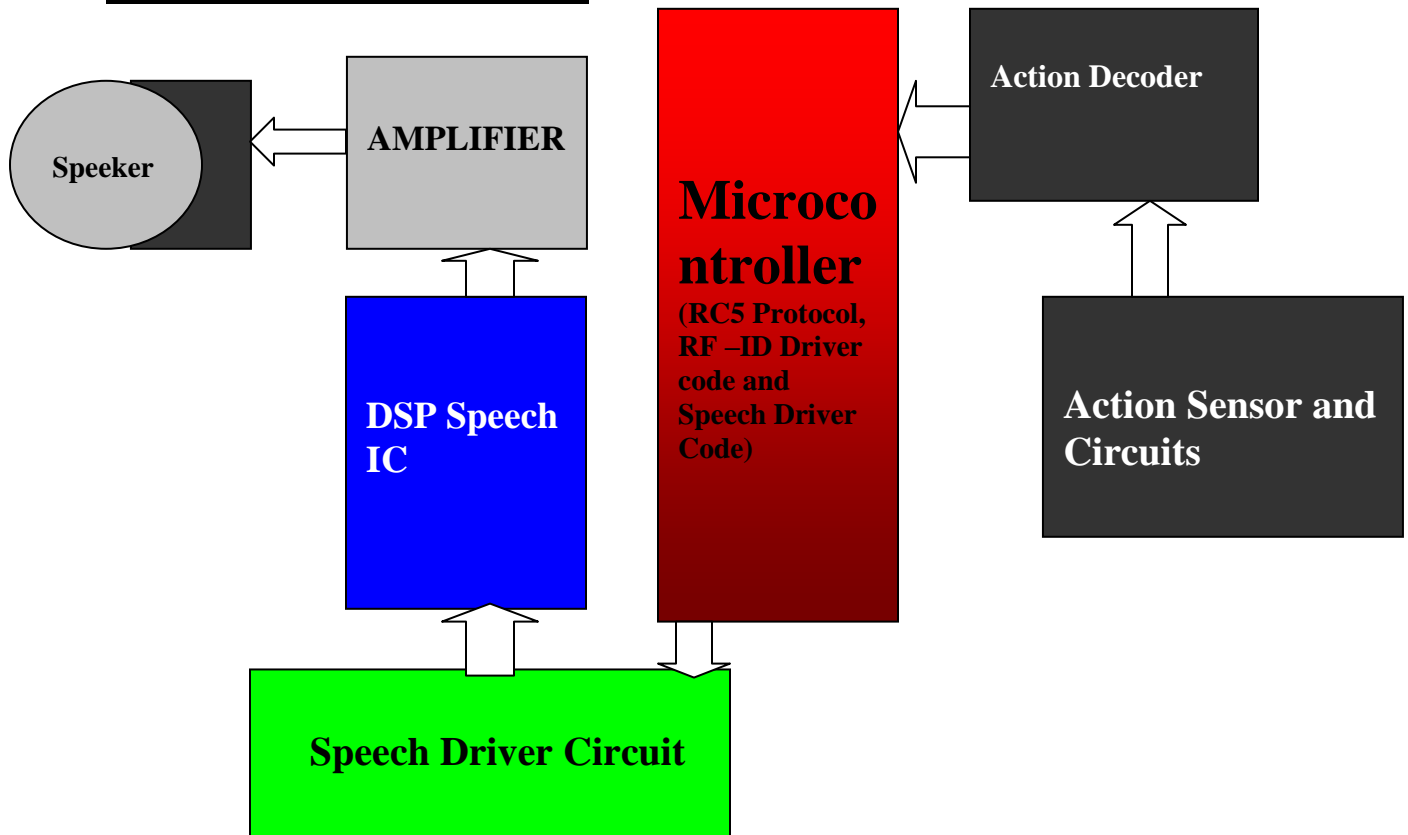 Speeker
AMPLIFIER
Microco
ntroller
(RC5 Protocol,
RF –ID Driver
code and
Speech Driver
Code)
Action Decoder
DSP Speech
IC
Action Sensor and
Circuits
Speech Driver Circuit